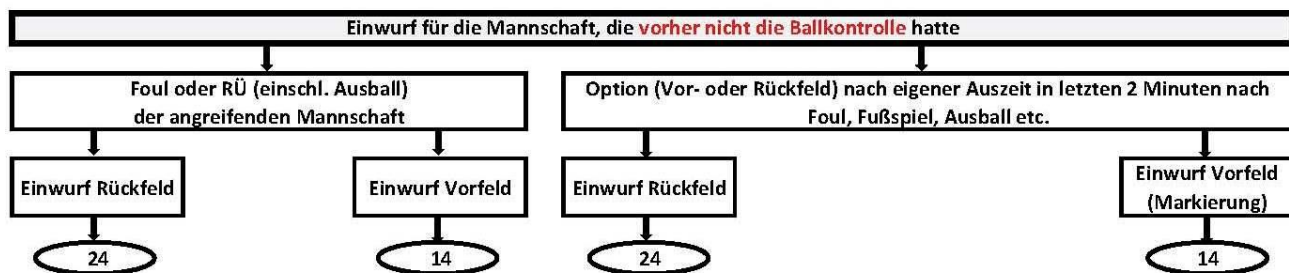 Einwurf für die Mannschaft, die vorher nicht die Ballkontrolle hatte
Foul oder RÜ (einschl. Ausball)
der angreifenden Mannschaft
Option (Vor- oder Rückfeld) nach eigener Auszeit in letzten 2 Minuten nach
Foul, Fußspiel, Ausball etc.
Einwurf Rückfeld
Einwurf Vorfeld
Einwurf Rückfeld
Einwurf Vorfeld
(Markierung)
24
14
24
14